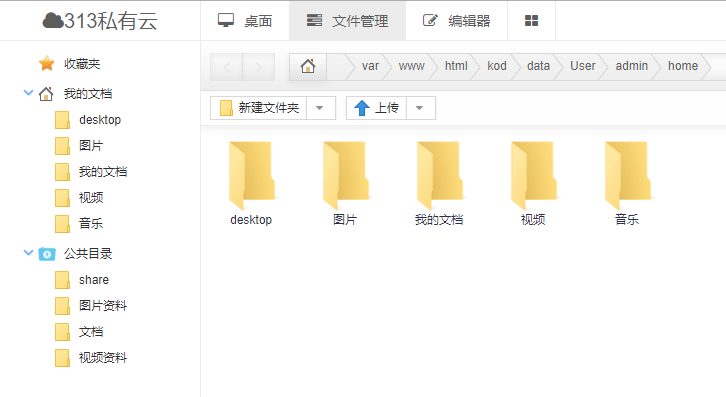 313私有云
桌面
文件管理
编辑器
收藏夹
我的文档
desktop
图片
我的文档
视频
音乐
公共目录
share
图片资料
文档
视频资料
var www html kod data User admin home
新建文件夹
上传
desktop
图片
我的文档
视频
音乐